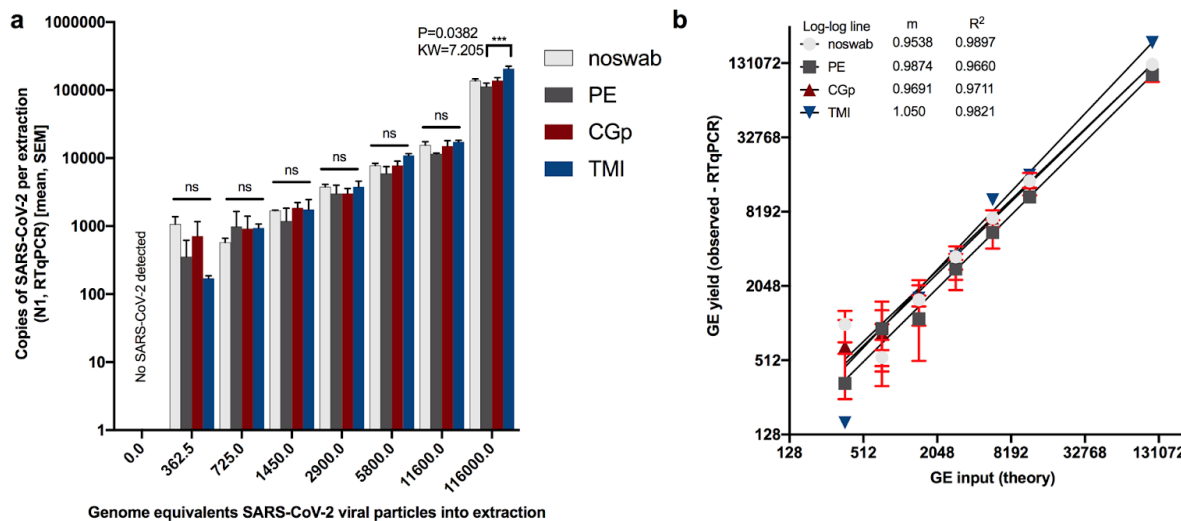 a
Copies of SARS-CoV-2 per extraction
(N1, RTqPCR) [mean, SEM]
1000000
100000
10000
1000
100
10
1
No SARS-CoV-2 detected
ns
ns
ns
ns
ns
ns
P=0.0382
KW=7.205
***
noswab
PE
CGp
TMI
0.0
362.5
725.0
1450.0
2900.0
5800.0
11600.0
116000.0
Genome equivalents SARS-CoV-2 viral particles into extraction
b
Log-log line m R²
noswab 0.9538 0.9897
PE 0.9874 0.9660
CGp 0.9691 0.9711
TMI 1.050 0.9821
GE yield (observed - RTqPCR)
131072
32768
8192
2048
512
128
128 512 2048 8192 32768 131072
GE input (theory)